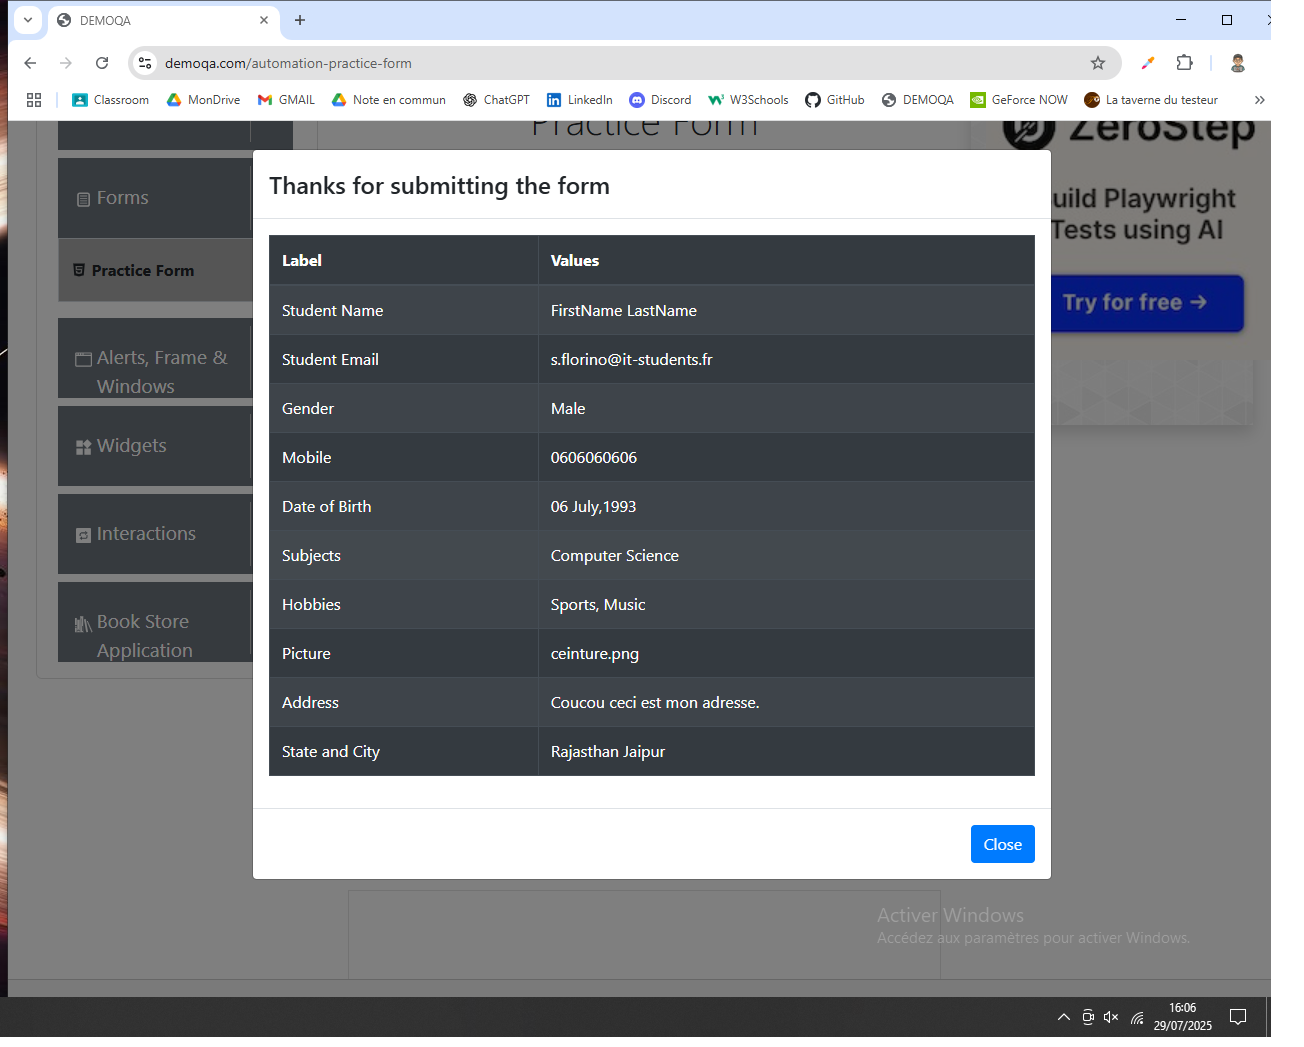 DEMOQA
demoqa.com/automation-practice-form
Classroom MonDrive GMAIL Note en commun ChatGPT LinkedIn Discord W3Schools GitHub DEMOQA GeForce NOW La taverne du testeur
Practice Form
ZeroStep
Forms
Practice Form
Alerts, Frame &
Windows
Widgets
Interactions
Book Store
Application
Thanks for submitting the form
Label Values
Student Name FirstName LastName
Student Email s.florino@it-students.fr
Gender Male
Mobile 0606060606
Date of Birth 06 July,1993
Subjects Computer Science
Hobbies Sports, Music
Picture ceinture.png
Address Coucou ceci est mon adresse.
State and City Rajasthan Jaipur
Close
uild Playwright
Tests using AI
Try for free →
Activer Windows
Accédez aux paramètres pour activer Windows.
16:06
29/07/2025